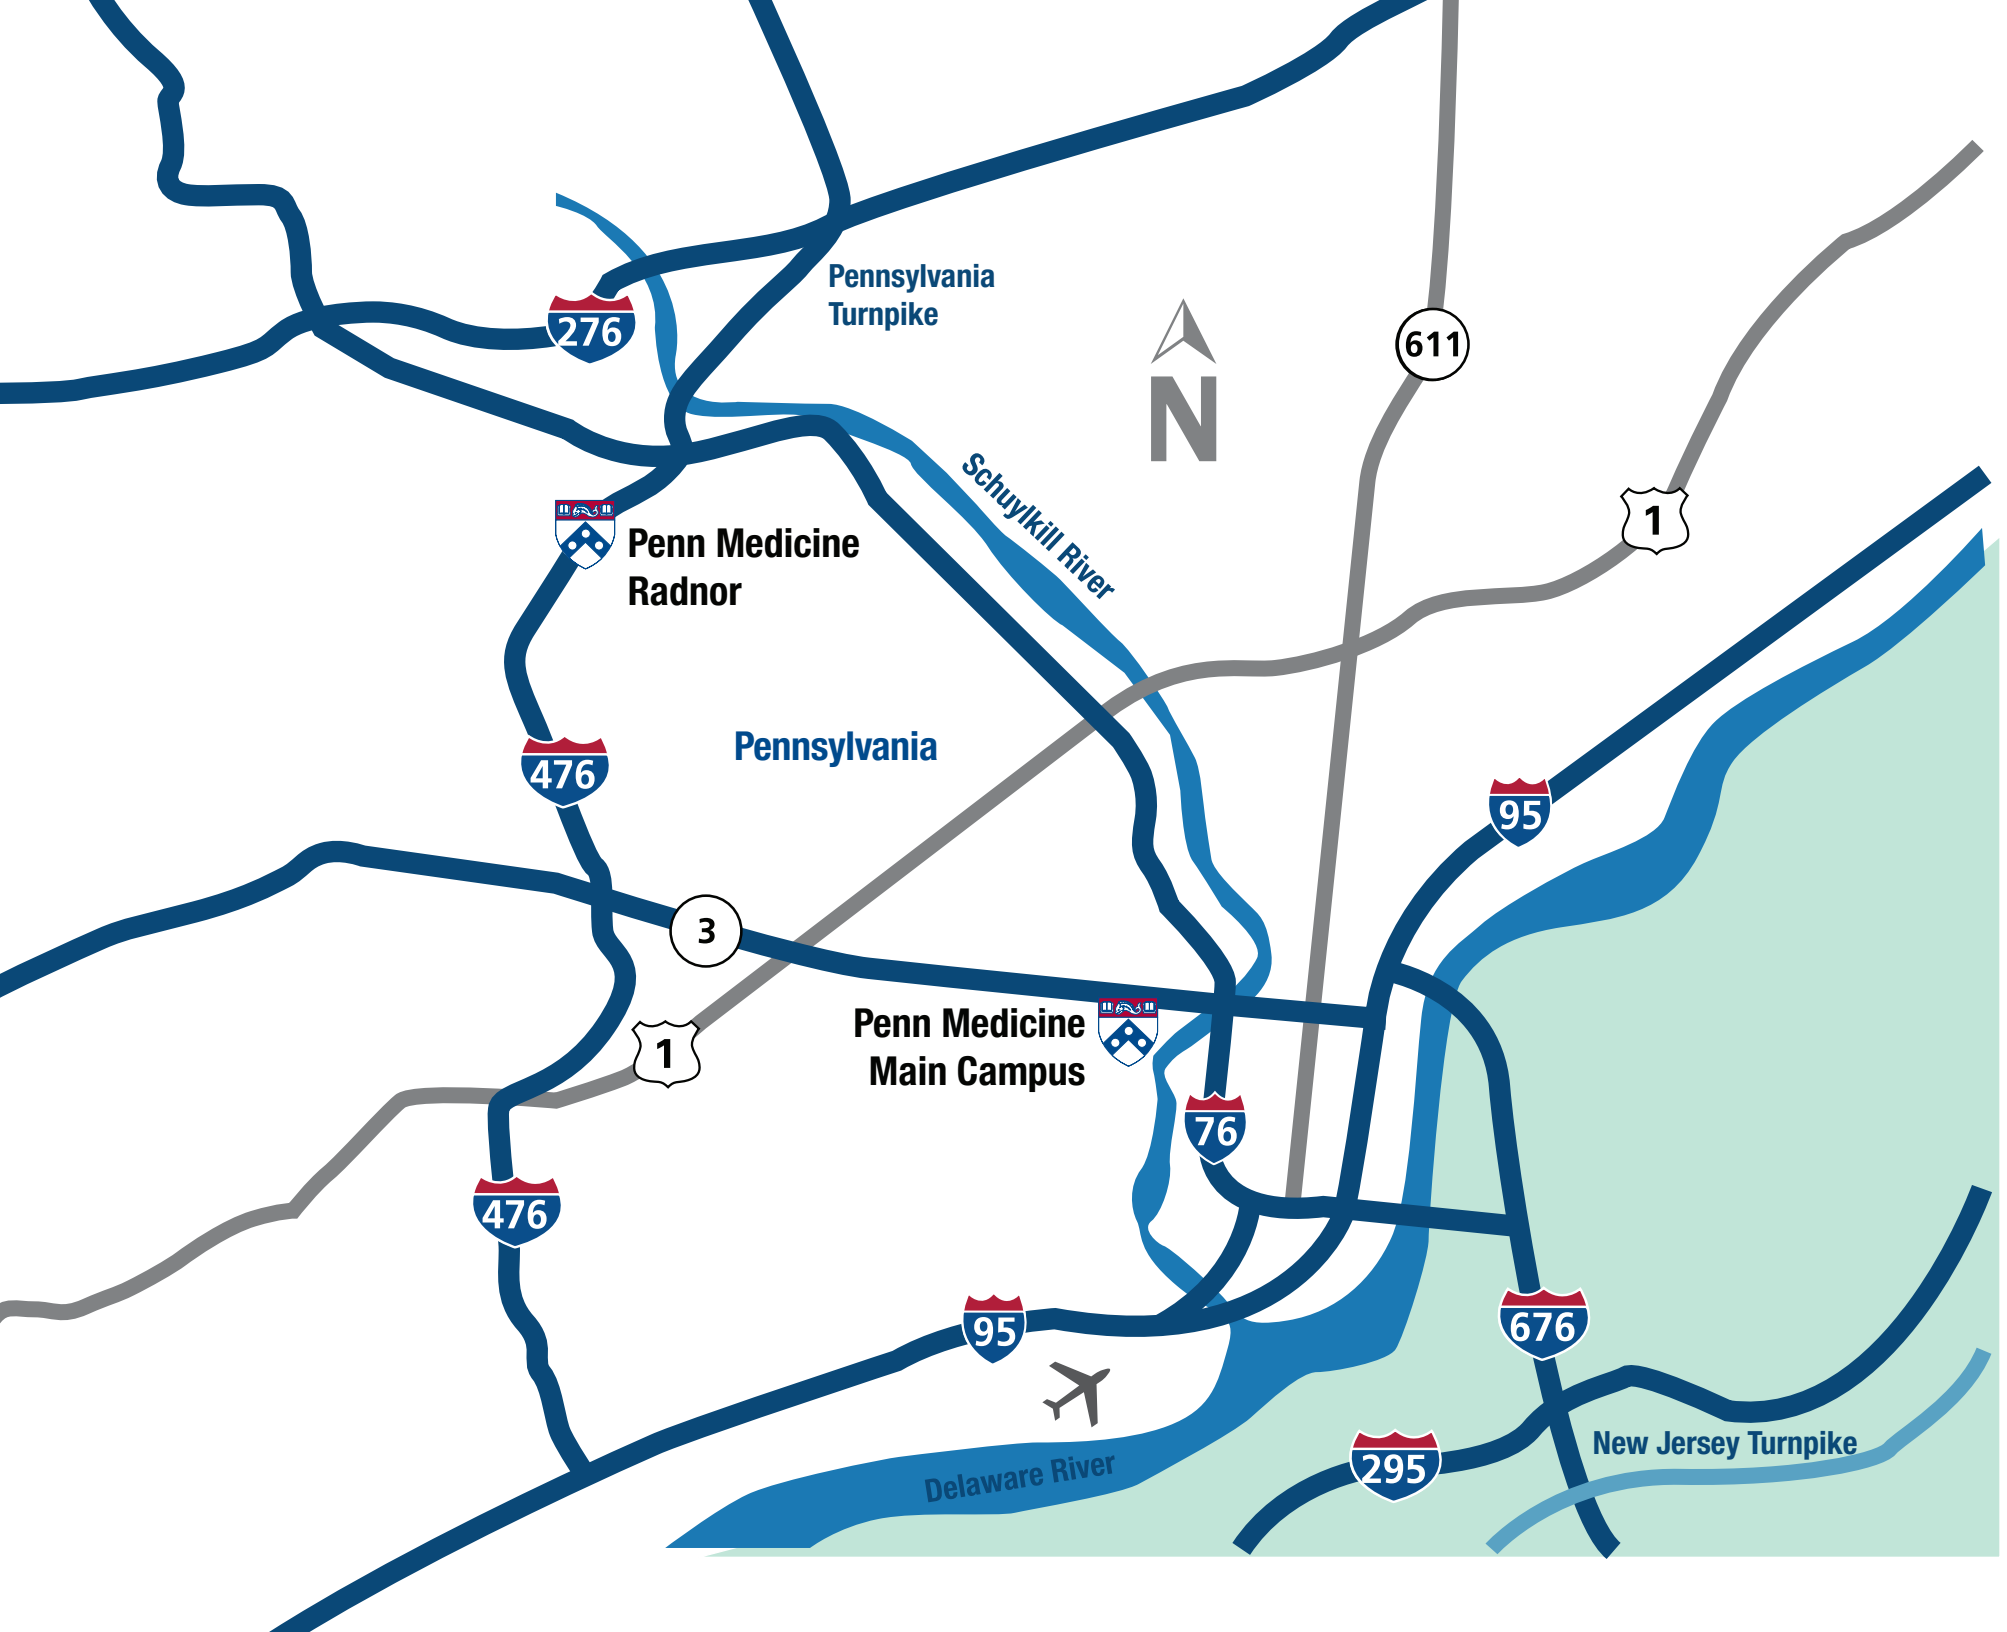 Pennsylvania
Turnpike
276
611
N
Schuylkill River
1
Penn Medicine
Radnor
Pennsylvania
476
95
3
Penn Medicine
Main Campus
1
76
476
95
676
New Jersey Turnpike
295
Delaware River